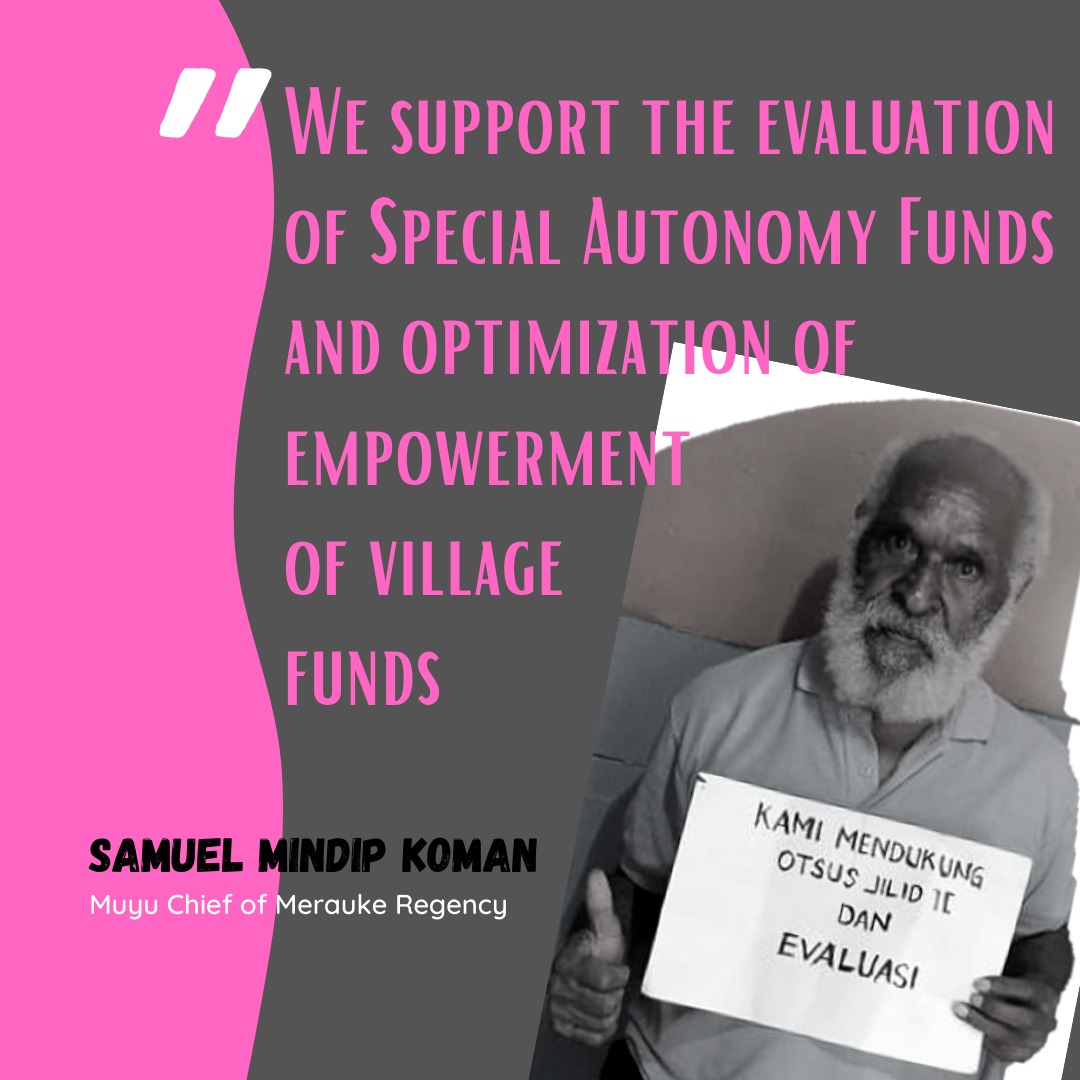 "We support the evaluation
of Special Autonomy Funds
and optimization of
empowerment
of village
funds
SAMUEL MINDIP KOMAN
Muyu Chief of Merauke Regency
KAMI MENDUKUNG
OTSUS JILID II
DAN
EVALUASI